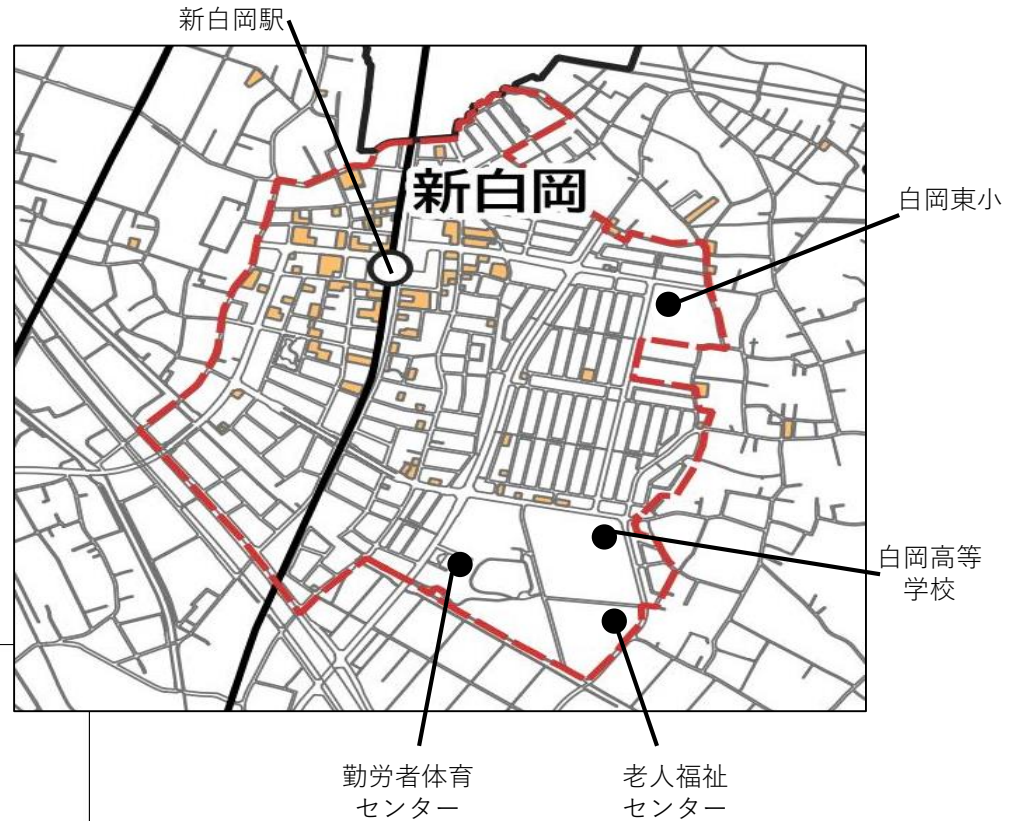 新白岡駅
新白岡
白岡東小
白岡高等
学校
勤労者体育
センター
老人福祉
センター